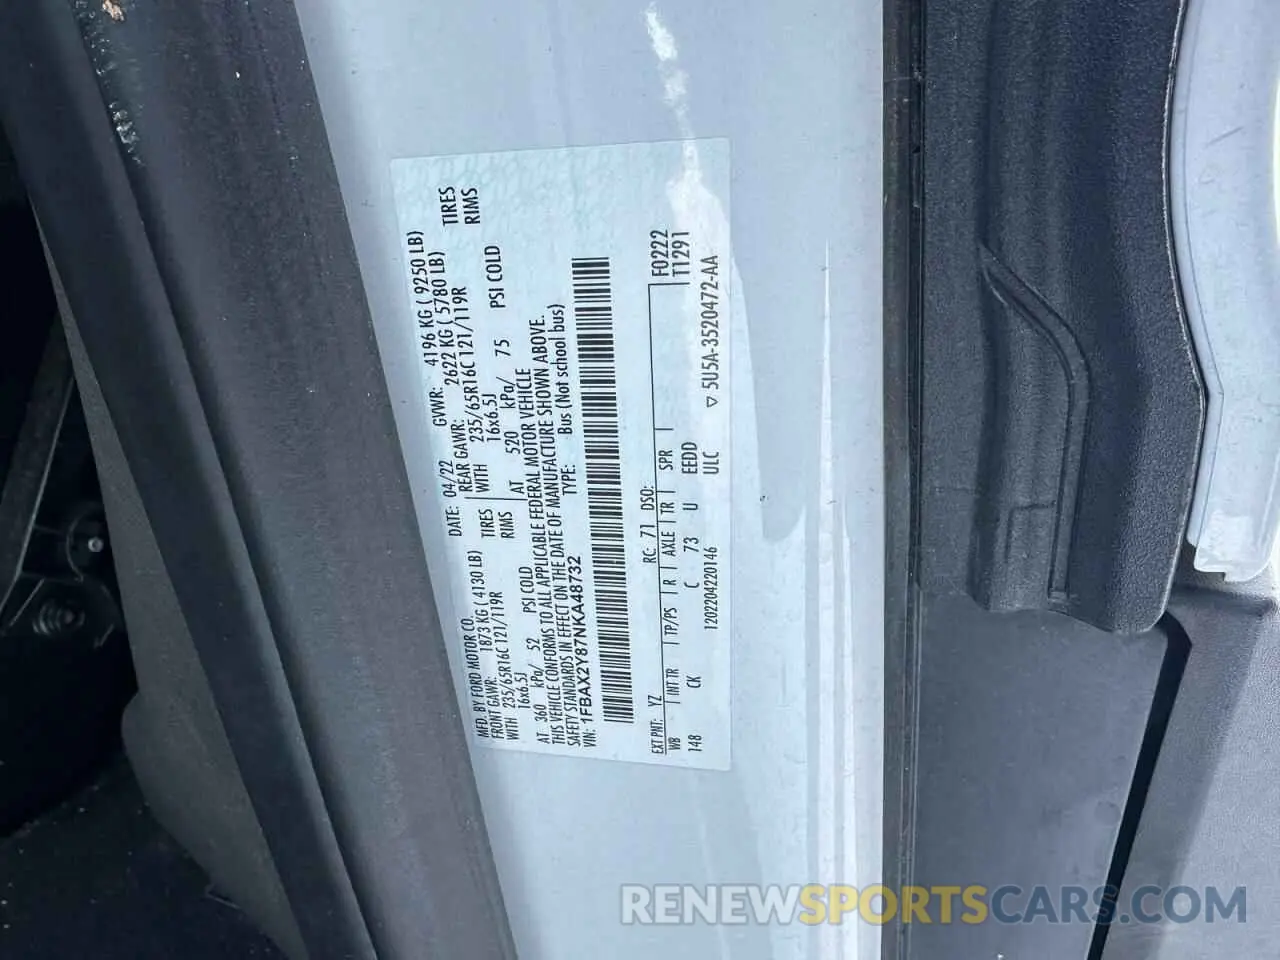 MFD. BY FORD MOTOR CO.
DATE: 04/22 GVWR: 4196 KG ( 9250 LB)
FRONT GAWR: 1873 KG ( 4130 LB) REAR GAWR: 2622 KG ( 5780 LB)
WITH 235/65R16C 121/119R TIRES WITH 235/65R16C 121/119R TIRES
16x6.5J RIMS 16x6.5J RIMS
AT 360 kPa/ 52 PSI COLD AT 520 kPa/ 75 PSI COLD
THIS VEHICLE CONFORMS TO ALL APPLICABLE FEDERAL MOTOR VEHICLE
SAFETY STANDARDS IN EFFECT ON THE DATE OF MANUFACTURE SHOWN ABOVE.
VIN: 1FBAX2Y87NKA48732 TYPE: Bus (Not school bus)
EXT PNT: YZ RC: 71 DSO: F0222
WB INT TR TP/PS R AXLE TR SPR T1291
148 CK C 73 U EEDD
120220422 0146 ULC ▽ 5U5A-3520472-AA
RENEWSPORTSCARS.COM